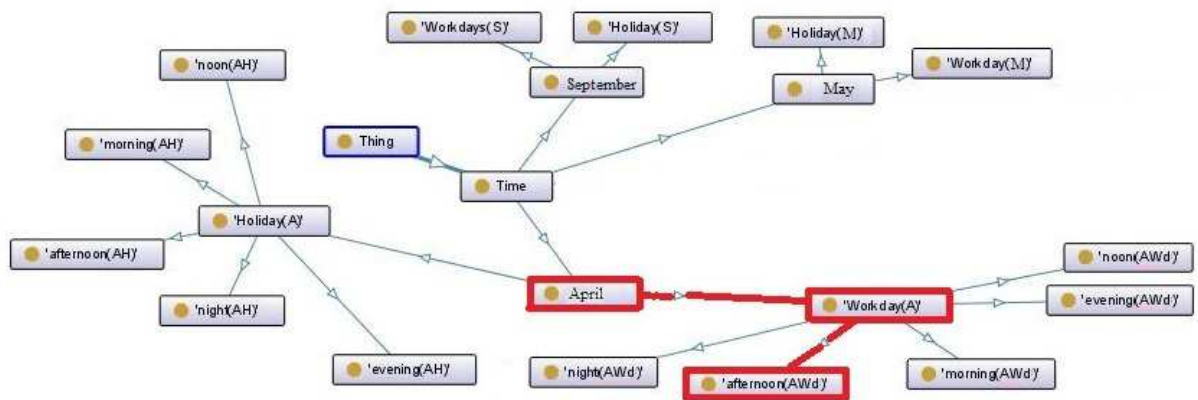 'Workdays(S)'
'Holiday(S)'
'Holiday(M)'
'noon(AH)'
'Workday(M)'
September
May
'morning(AH)'
Thing
Time
'Holiday(A)'
'afternoon(AH)'
'noon(AWd)'
April
'evening(AWd)'
'night(AH)'
'Workday(A)'
'evening(AH)'
'night(AWd)'
'afternoon(AWd)'
'morning(AWd)'